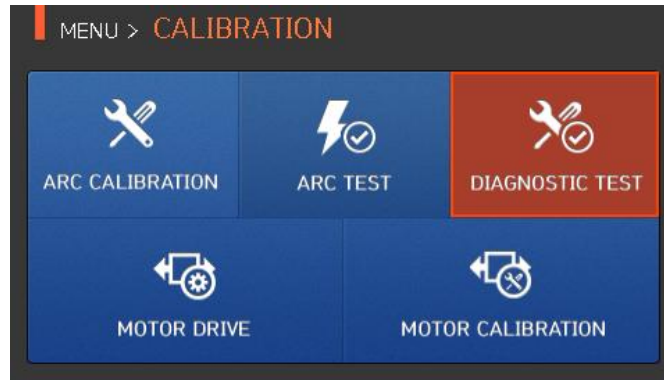 MENU > CALIBRATION
ARC CALIBRATION
ARC TEST
DIAGNOSTIC TEST
MOTOR DRIVE
MOTOR CALIBRATION